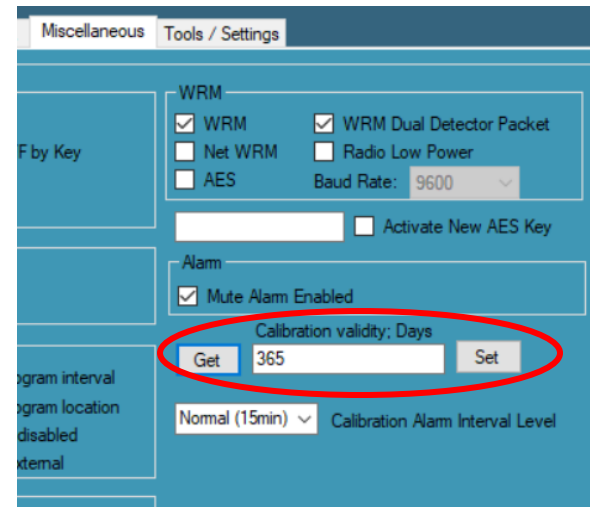 Miscellaneous Tools / Settings
F by Key
WRM
WRM WRM Dual Detector Packet
Net WRM Radio Low Power
AES Baud Rate: 9600
Activate New AES Key
Alarm
Mute Alarm Enabled
Calibration validity; Days
Get 365 Set
ogram interval
ogram location
disabled
xternal
Normal (15min) Calibration Alarm Interval Level